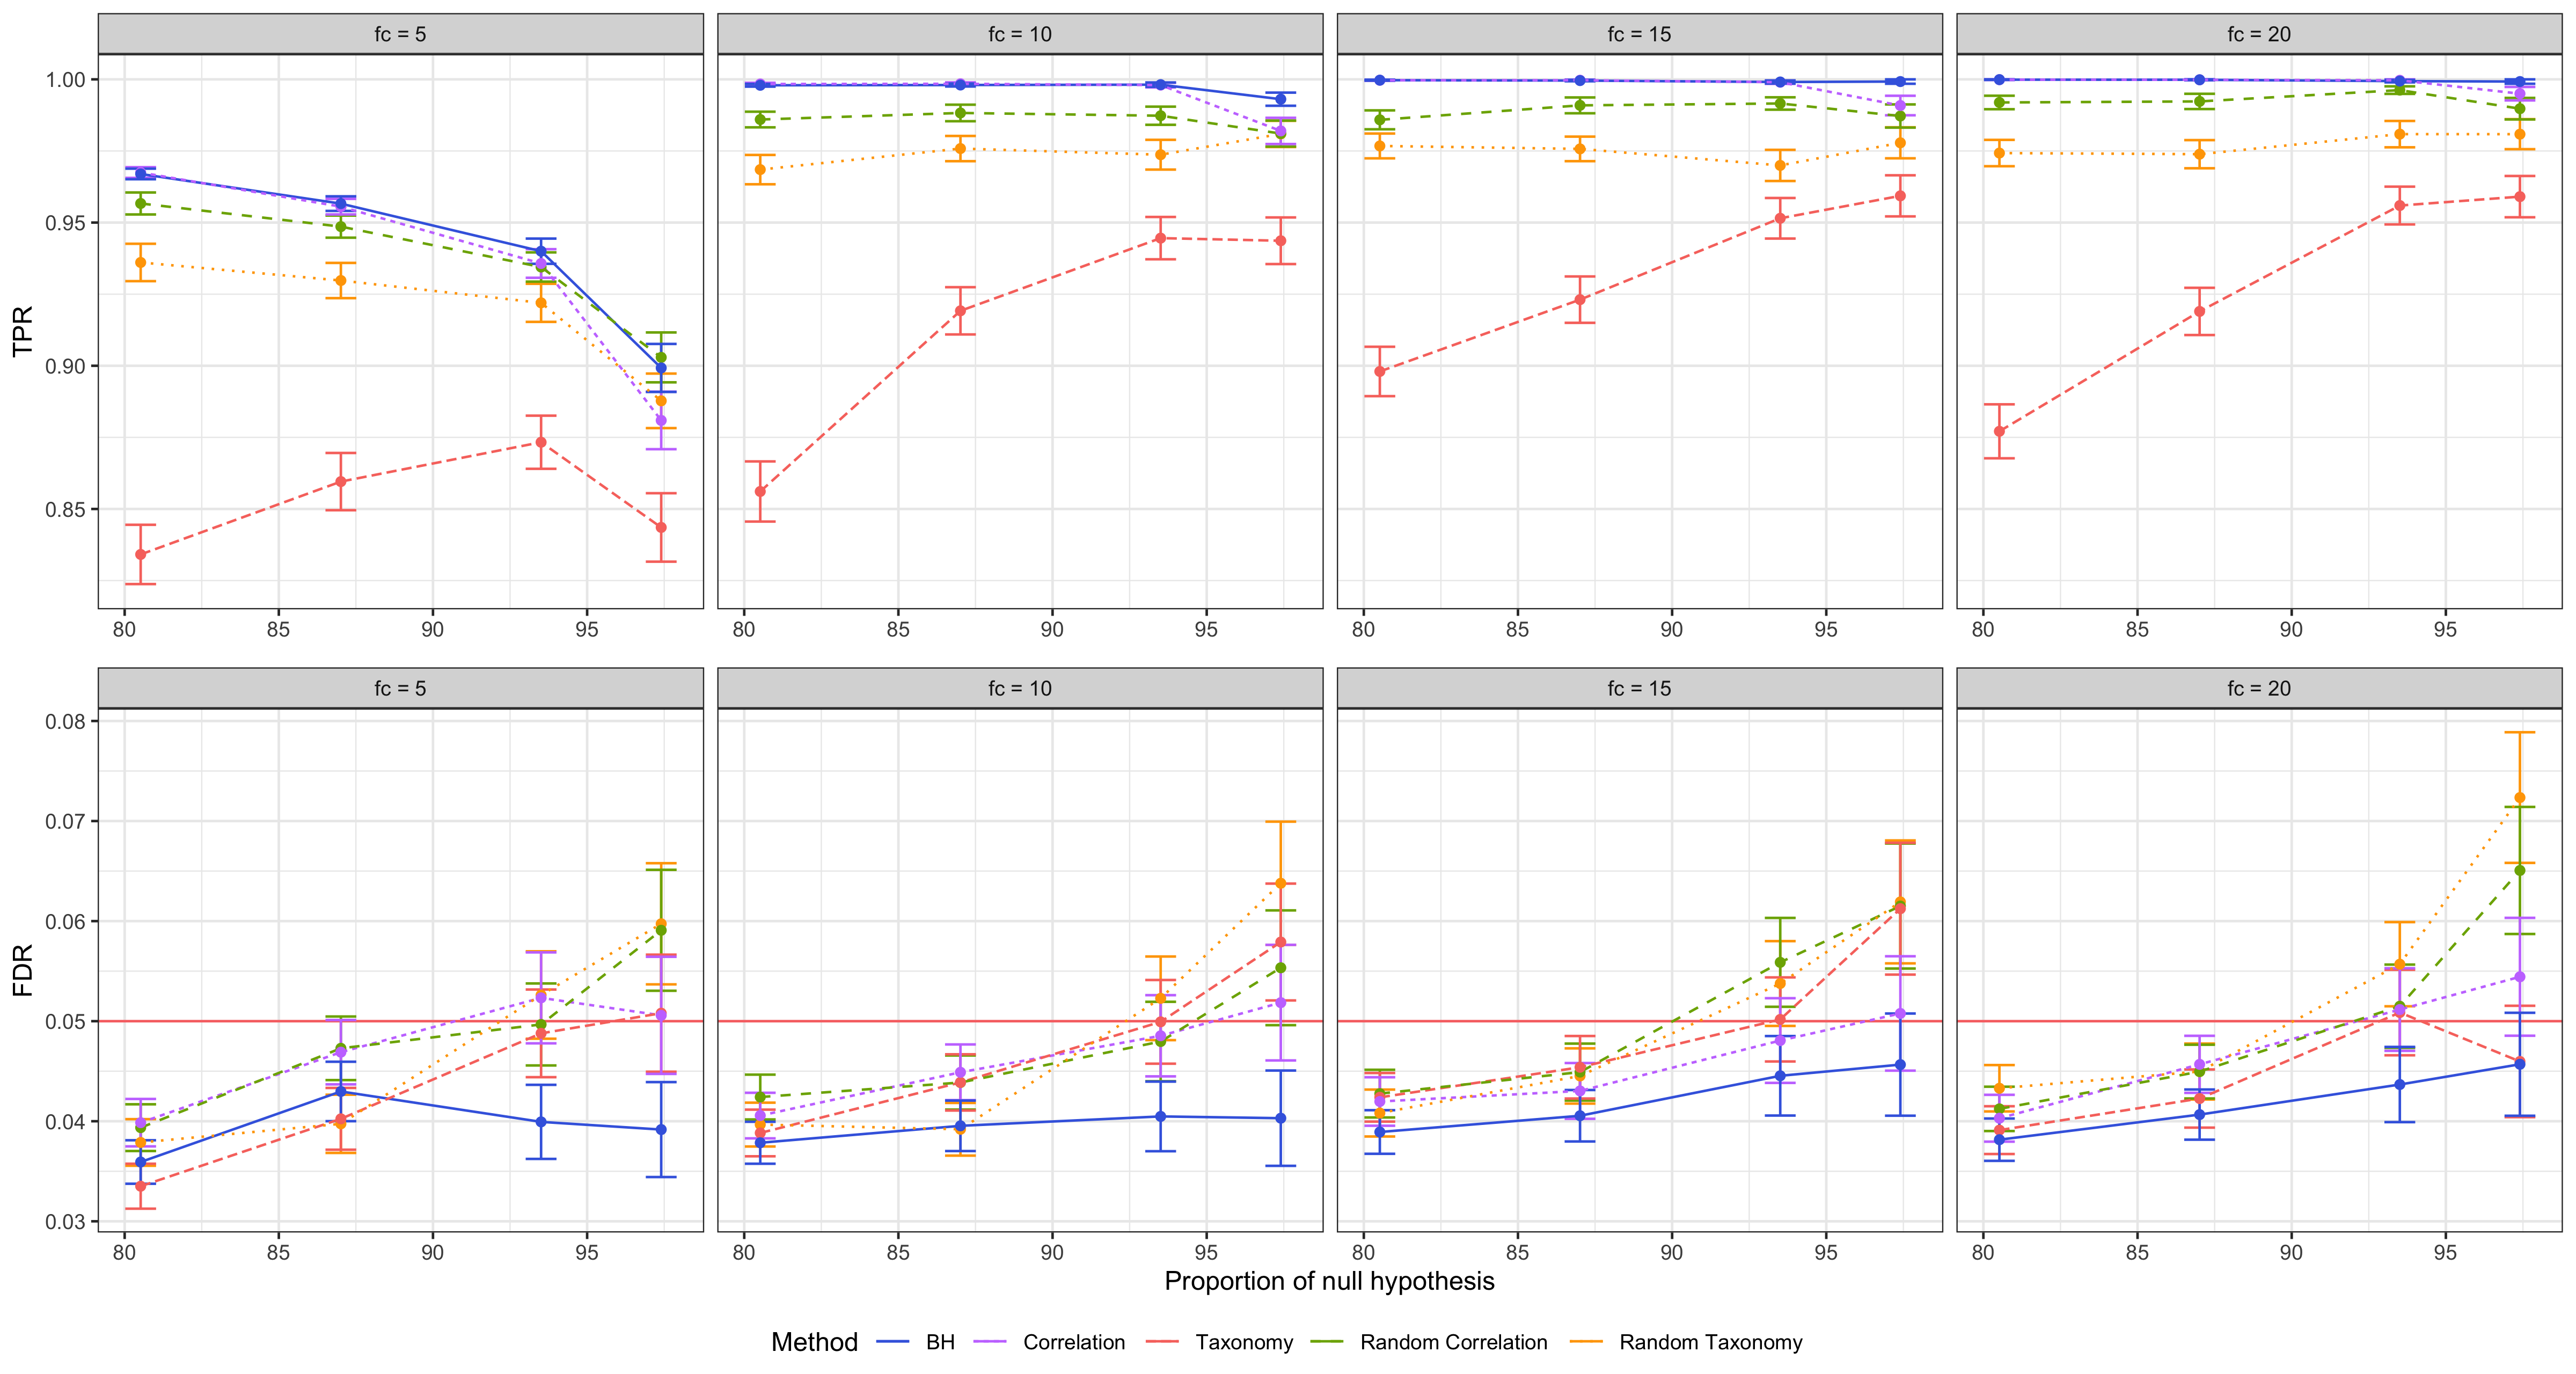 fc = 5 fc = 10 fc = 15 fc = 20
1.00
0.95
0.90
0.85
TPR
80 85 90 95 80 85 90 95 80 85 90 95 80 85 90 95
fc = 5 fc = 10 fc = 15 fc = 20
0.08
0.07
0.06
0.05
0.04
0.03
FDR
80 85 90 95 80 85 90 95 80 85 90 95 80 85 90 95
Proportion of null hypothesis
Method BH Correlation Taxonomy Random Correlation Random Taxonomy